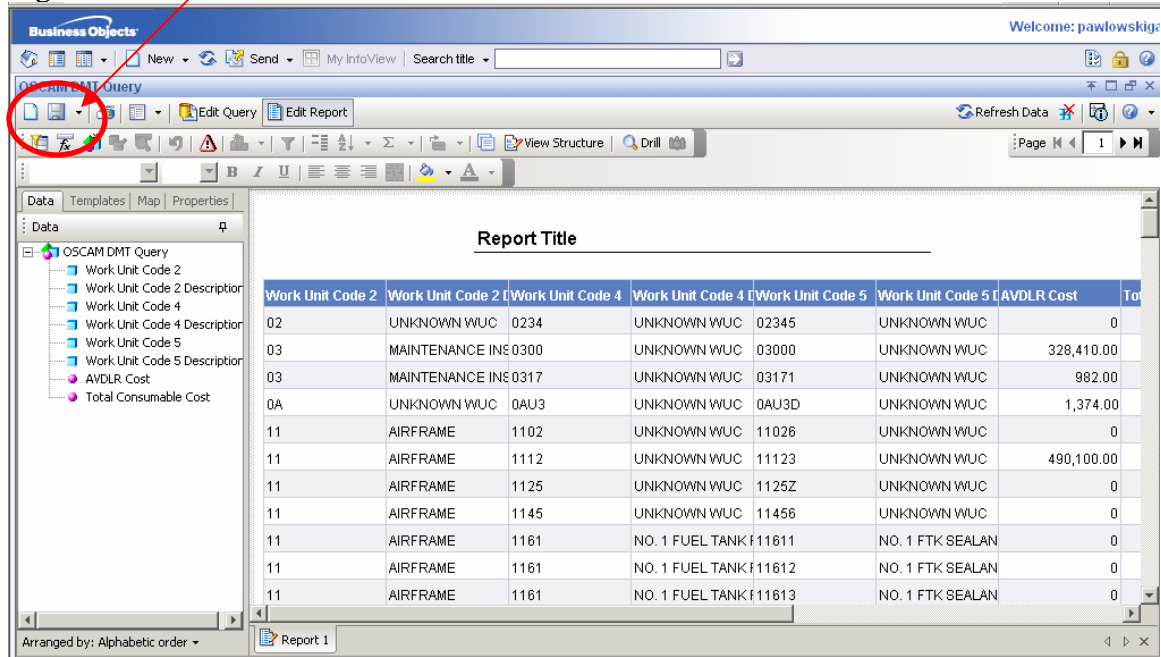 Business Objects Welcome: pawlowskiga
New Send My InfoView Search title
OSCAM DMT Query
Edit Query Edit Report Refresh Data
View Structure Drill Page 1
B I U A
Data Templates Map Properties
Data
OSCAM DMT Query
Work Unit Code 2
Work Unit Code 2 Description
Work Unit Code 4
Work Unit Code 4 Description
Work Unit Code 5
Work Unit Code 5 Description
AVDLR Cost
Total Consumable Cost
Arranged by: Alphabetic order
Report Title
Work Unit Code 2 Work Unit Code 2 D Work Unit Code 4 Work Unit Code 4 D Work Unit Code 5 Work Unit Code 5 D AVDLR Cost Tot
02 UNKNOWN WUC 0234 UNKNOWN WUC 02345 UNKNOWN WUC 0
03 MAINTENANCE INS 0300 UNKNOWN WUC 03000 UNKNOWN WUC 328,410.00
03 MAINTENANCE INS 0317 UNKNOWN WUC 03171 UNKNOWN WUC 982.00
0A UNKNOWN WUC 0AU3 UNKNOWN WUC 0AU3D UNKNOWN WUC 1,374.00
11 AIRFRAME 1102 UNKNOWN WUC 11026 UNKNOWN WUC 0
11 AIRFRAME 1112 UNKNOWN WUC 11123 UNKNOWN WUC 490,100.00
11 AIRFRAME 1125 UNKNOWN WUC 1125Z UNKNOWN WUC 0
11 AIRFRAME 1145 UNKNOWN WUC 11456 UNKNOWN WUC 0
11 AIRFRAME 1161 NO. 1 FUEL TANK 11611 NO. 1 FTK SEALAN 0
11 AIRFRAME 1161 NO. 1 FUEL TANK 11612 NO. 1 FTK SEALAN 0
11 AIRFRAME 1161 NO. 1 FUEL TANK 11613 NO. 1 FTK SEALAN 0
Report 1